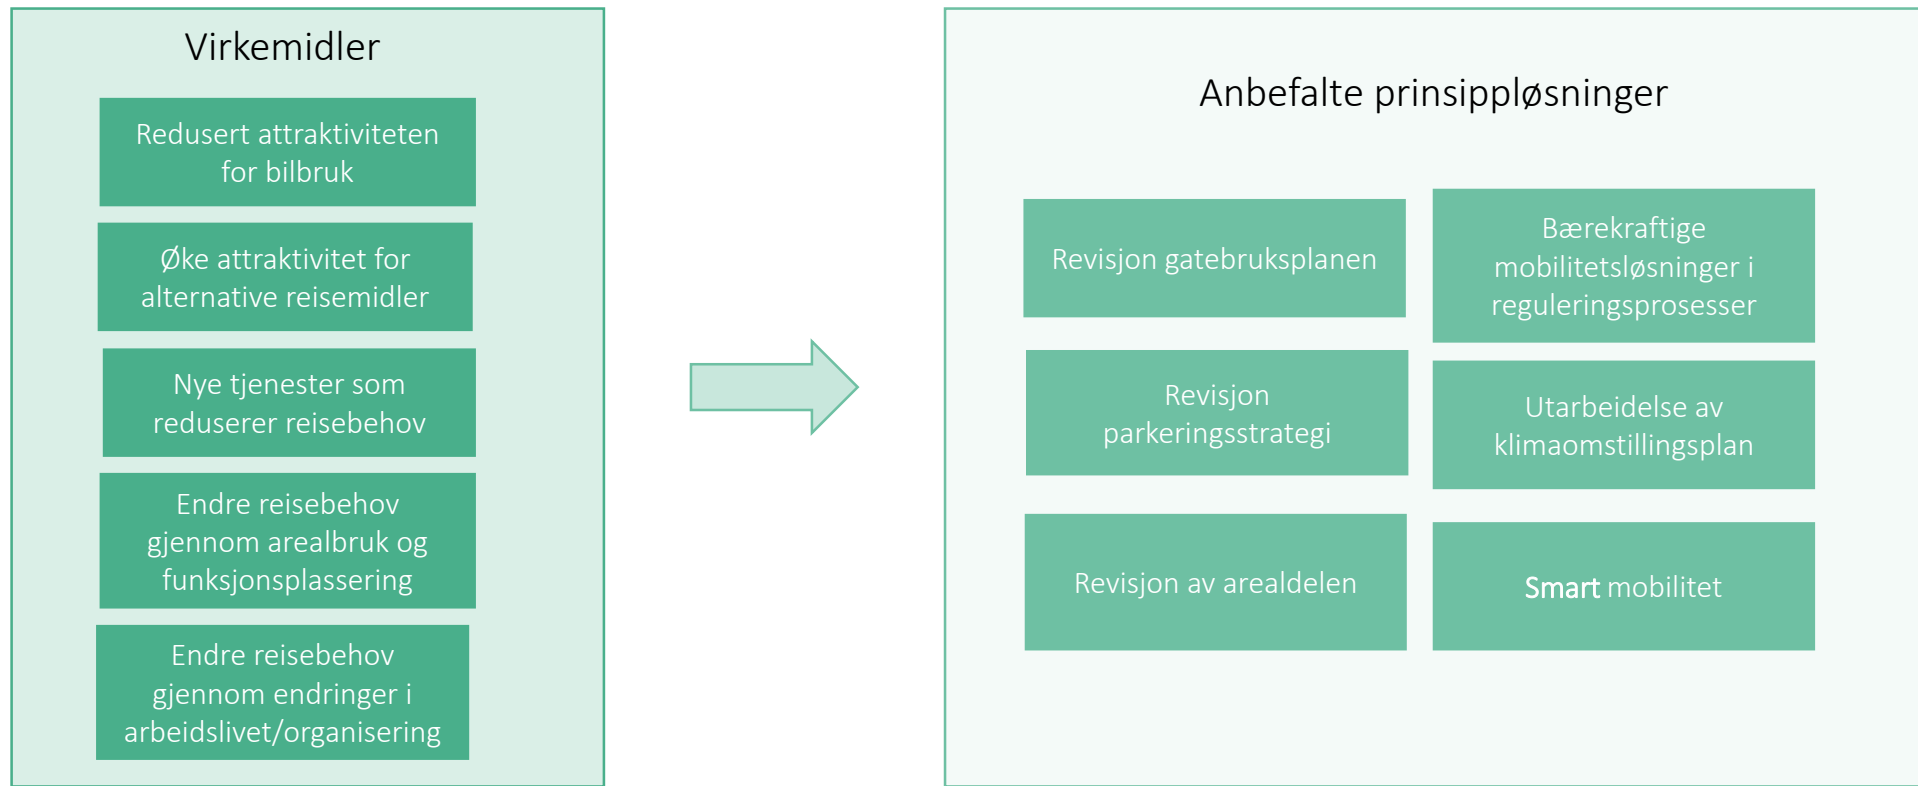 Virkemidler
Redusert attraktiviteten
for bilbruk
Øke attraktivitet for
alternative reisemidler
Nye tjenester som
reduserer reisebehov
Endre reisebehov
gjennom arealbruk og
funksjonsplassering
Endre reisebehov
gjennom endringer i
arbeidslivet/organisering
Anbefalte prinsippløsninger
Revisjon gatebruksplanen
Bærekraftige
mobilitetsløsninger i
reguleringsprosesser
Revisjon
parkeringsstrategi
Utarbeidelse av
klimaomstillingsplan
Revisjon av arealdelen
Smart mobilitet